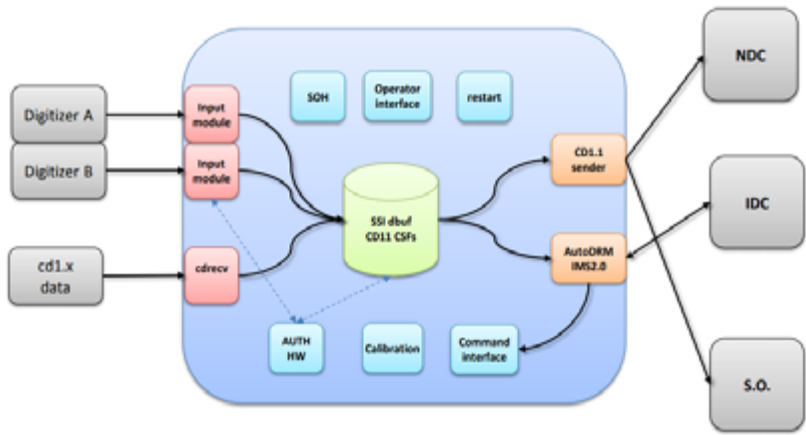 Digitizer A
Digitizer B
cd1.x
data
Input
module
Input
module
cdrecv
SOH
Operator
interface
restart
SSI dbuf
CD11 CSFs
AUTH
HW
Calibration
Command
interface
CD1.1
sender
AutoDRM
IMS2.0
NDC
IDC
S.O.